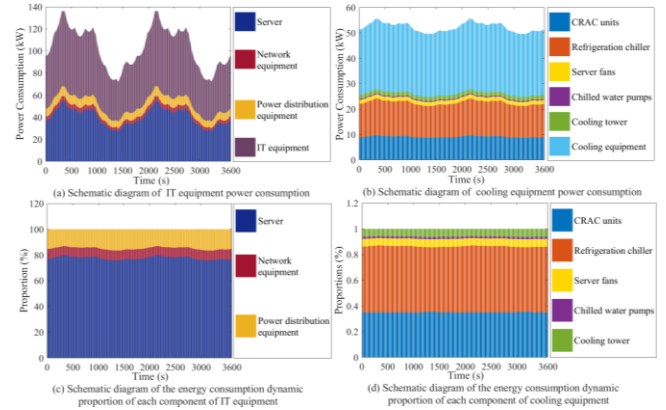 140
120
100
80
60
40
20
0
Power Consumption (kW)
0 500 1000 1500 2000 2500 3000 3600
Time (s)
Server
Network
equipment
Power distribution
equipment
IT equipment
(a) Schematic diagram of IT equipment power consumption
60
50
40
30
20
10
0
Power Consumption (kW)
0 500 1000 1500 2000 2500 3000 3600
Time (s)
CRAC units
Refrigeration chiller
Server fans
Chilled water pumps
Cooling tower
Cooling equipment
(b) Schematic diagram of cooling equipment power consumption
120
100
80
60
40
20
0
Proportion (%)
0 500 1000 1500 2000 2500 3000 3600
Time (s)
Server
Network
equipment
Power distribution
equipment
(c) Schematic diagram of the energy consumption dynamic
proportion of each component of IT equipment
1.2
1
0.8
0.6
0.4
0.2
0
Proportions (%)
0 500 1000 1500 2000 2500 3000 3600
Time (s)
CRAC units
Refrigeration chiller
Server fans
Chilled water pumps
Cooling tower
(d) Schematic diagram of the energy consumption dynamic
proportion of each component of cooling equipment